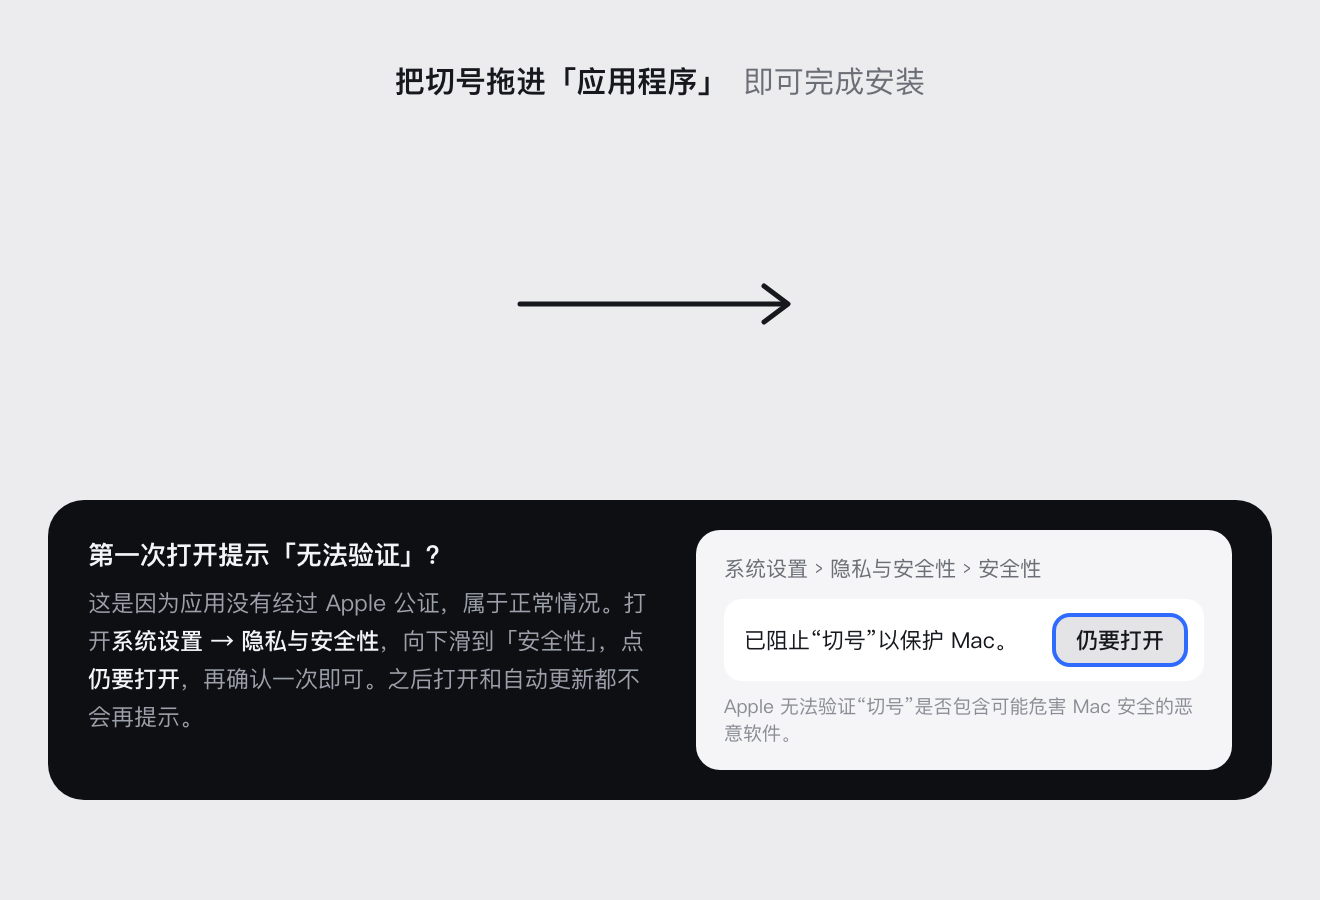 把切号拖进「应用程序」 即可完成安装
第一次打开提示「无法验证」?
这是因为应用没有经过 Apple 公证，属于正常情况。打
开系统设置 → 隐私与安全性，向下滑到「安全性」，点
仍要打开，再确认一次即可。之后打开和自动更新都不
会再提示。
系统设置 › 隐私与安全性 › 安全性
已阻止“切号”以保护 Mac。
仍要打开
Apple 无法验证“切号”是否包含可能危害 Mac 安全的恶
意软件。